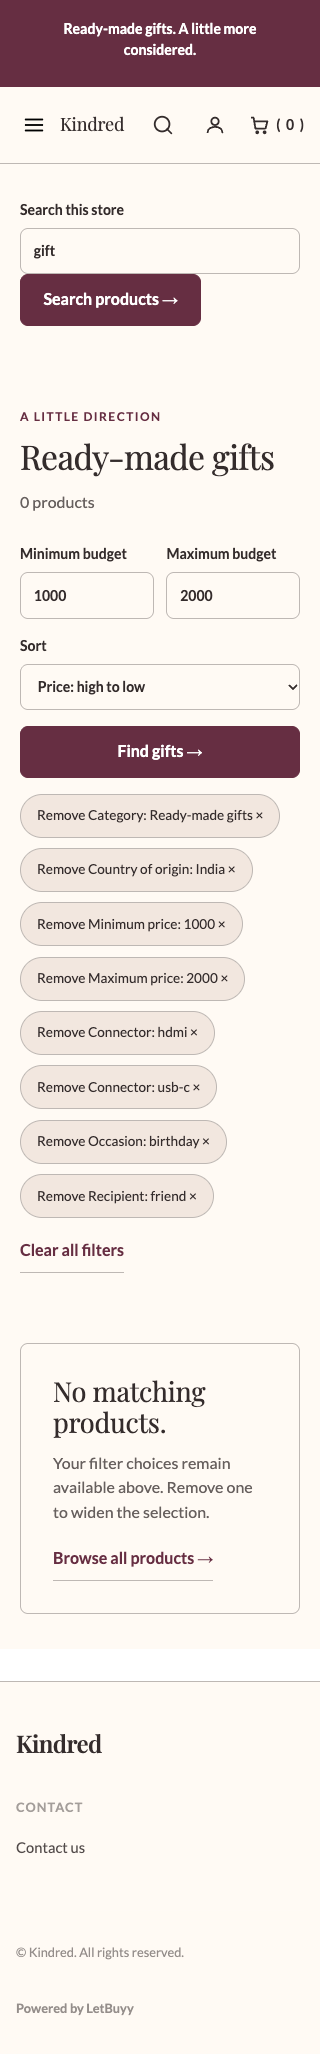 Ready-made gifts. A little more
considered.
Kindred
( 0 )
Search this store
gift
Search products →
A LITTLE DIRECTION
Ready-made gifts
0 products
Minimum budget
Maximum budget
1000
2000
Sort
Price: high to low
Find gifts →
Remove Category: Ready-made gifts ×
Remove Country of origin: India ×
Remove Minimum price: 1000 ×
Remove Maximum price: 2000 ×
Remove Connector: hdmi ×
Remove Connector: usb-c ×
Remove Occasion: birthday ×
Remove Recipient: friend ×
Clear all filters
No matching
products.
Your filter choices remain
available above. Remove one
to widen the selection.
Browse all products →
Kindred
CONTACT
Contact us
© Kindred. All rights reserved.
Powered by LetBuyy